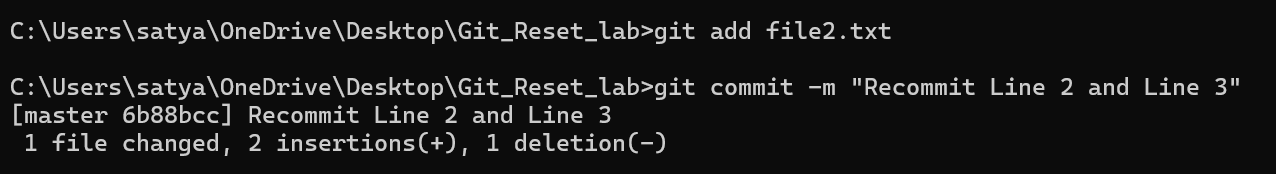 C:\Users\satya\OneDrive\Desktop\Git_Reset_lab>git add file2.txt
C:\Users\satya\OneDrive\Desktop\Git_Reset_lab>git commit -m "Recommit Line 2 and Line 3"
[master 6b88bcc] Recommit Line 2 and Line 3
 1 file changed, 2 insertions(+), 1 deletion(-)